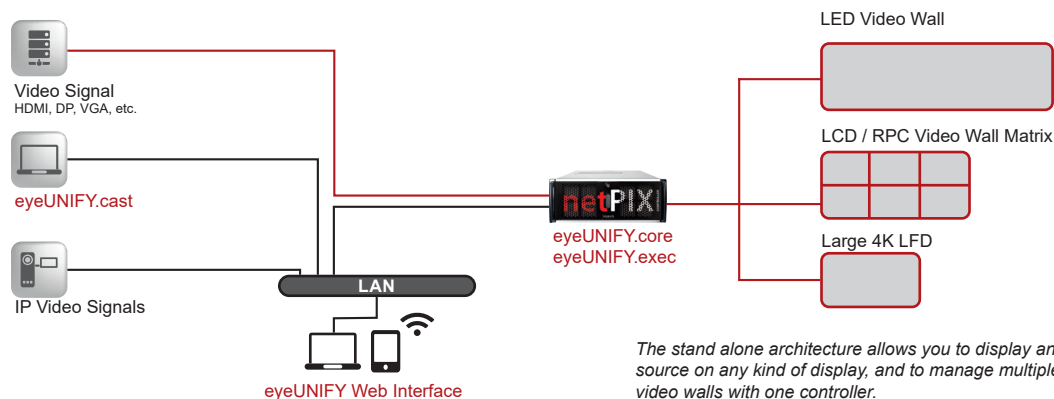 Video Signal
HDMI, DP, VGA, etc.
eyeUNIFY.cast
IP Video Signals
LAN
eyeUNIFY Web Interface
netPIX
eyeUNIFY.core
eyeUNIFY.exec
LED Video Wall
LCD / RPC Video Wall Matrix
Large 4K LFD
The stand alone architecture allows you to display an
source on any kind of display, and to manage multiple
video walls with one controller.